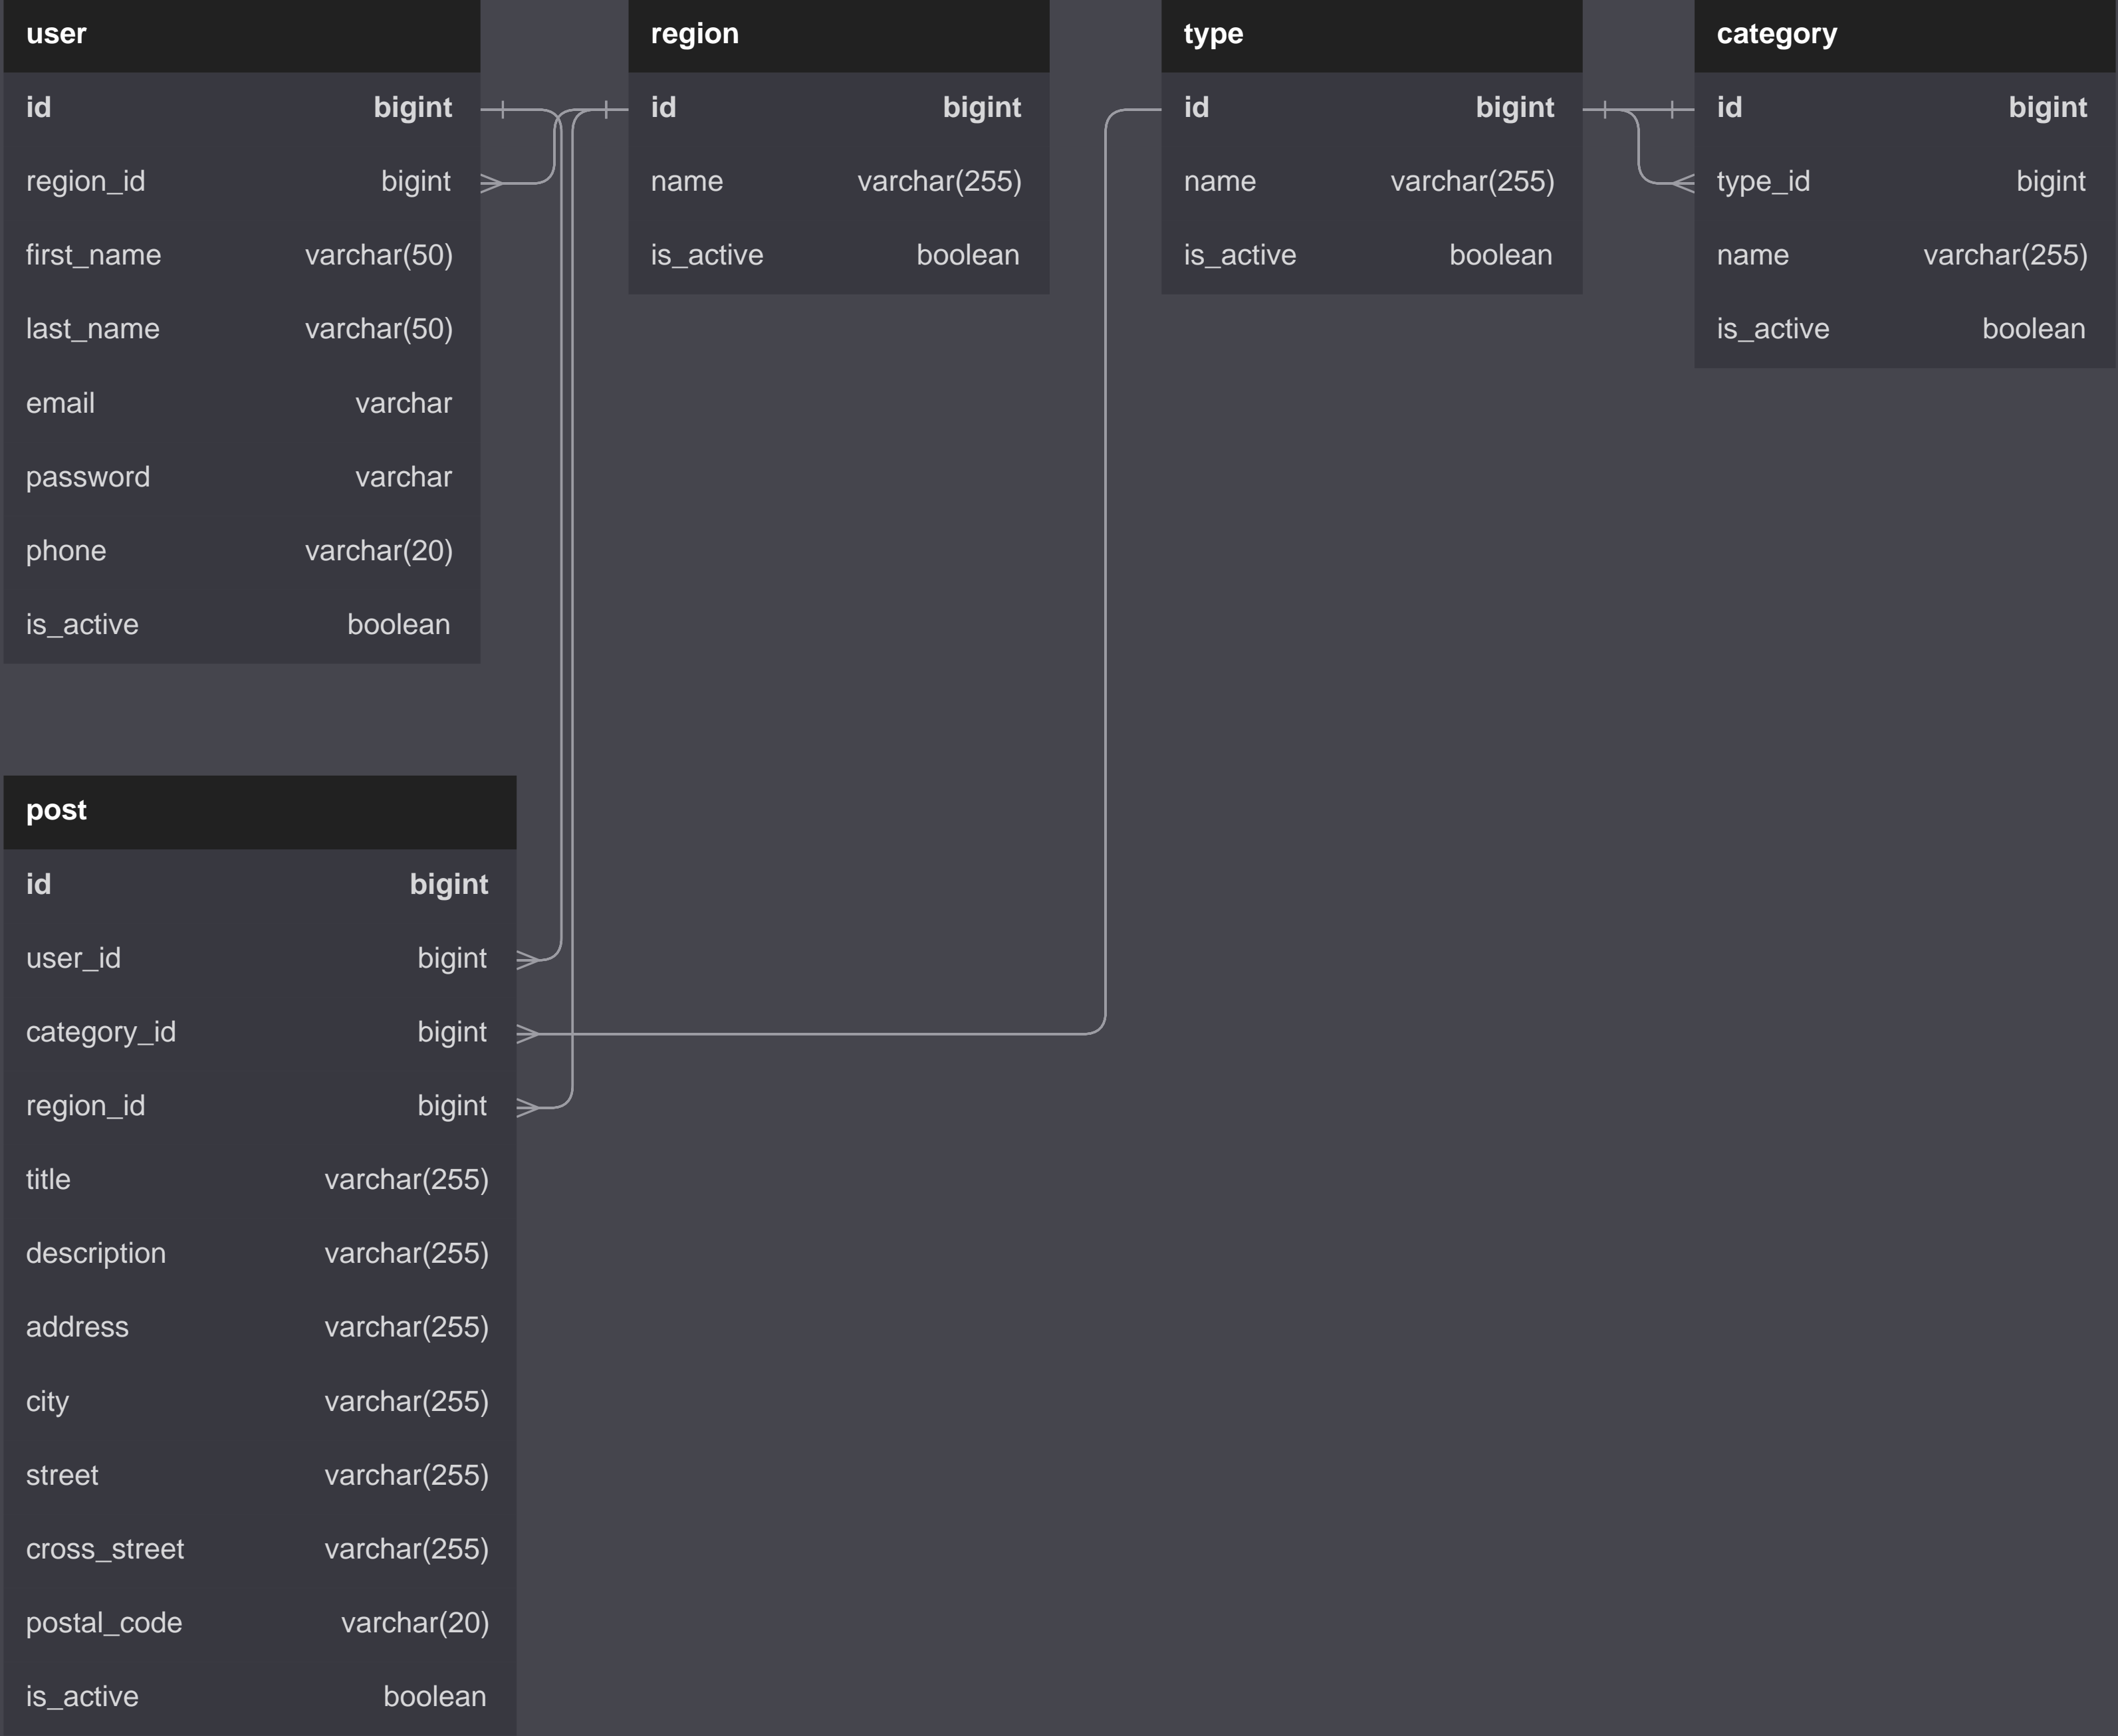 user
id bigint
region_id bigint
first_name varchar(50)
last_name varchar(50)
email varchar
password varchar
phone varchar(20)
is_active boolean
region
id bigint
name varchar(255)
is_active boolean
type
id bigint
name varchar(255)
is_active boolean
category
id bigint
type_id bigint
name varchar(255)
is_active boolean
post
id bigint
user_id bigint
category_id bigint
region_id bigint
title varchar(255)
description varchar(255)
address varchar(255)
city varchar(255)
street varchar(255)
cross_street varchar(255)
postal_code varchar(20)
is_active boolean